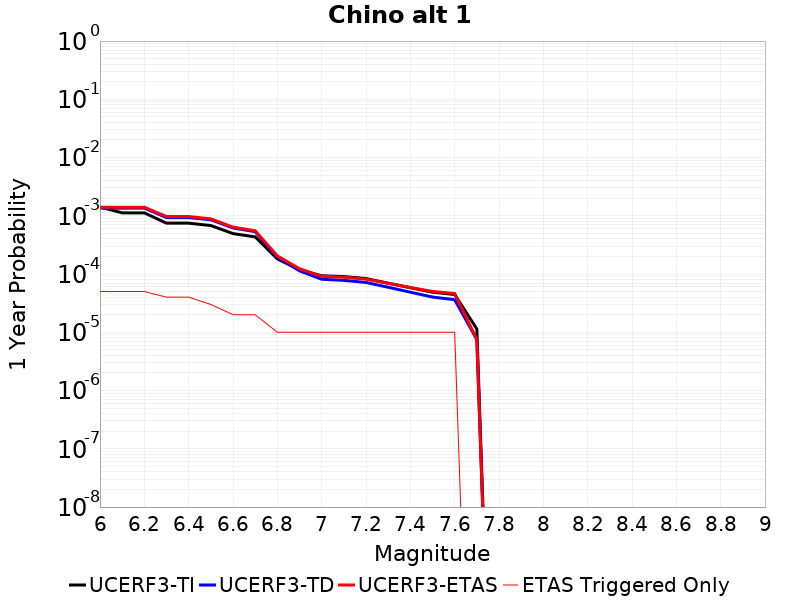 Chino alt 1
1 Year Probability
10^0
10^-1
10^-2
10^-3
10^-4
10^-5
10^-6
10^-7
10^-8
6 6.2 6.4 6.6 6.8 7 7.2 7.4 7.6 7.8 8 8.2 8.4 8.6 8.8 9
Magnitude
UCERF3-TI UCERF3-TD UCERF3-ETAS ETAS Triggered Only